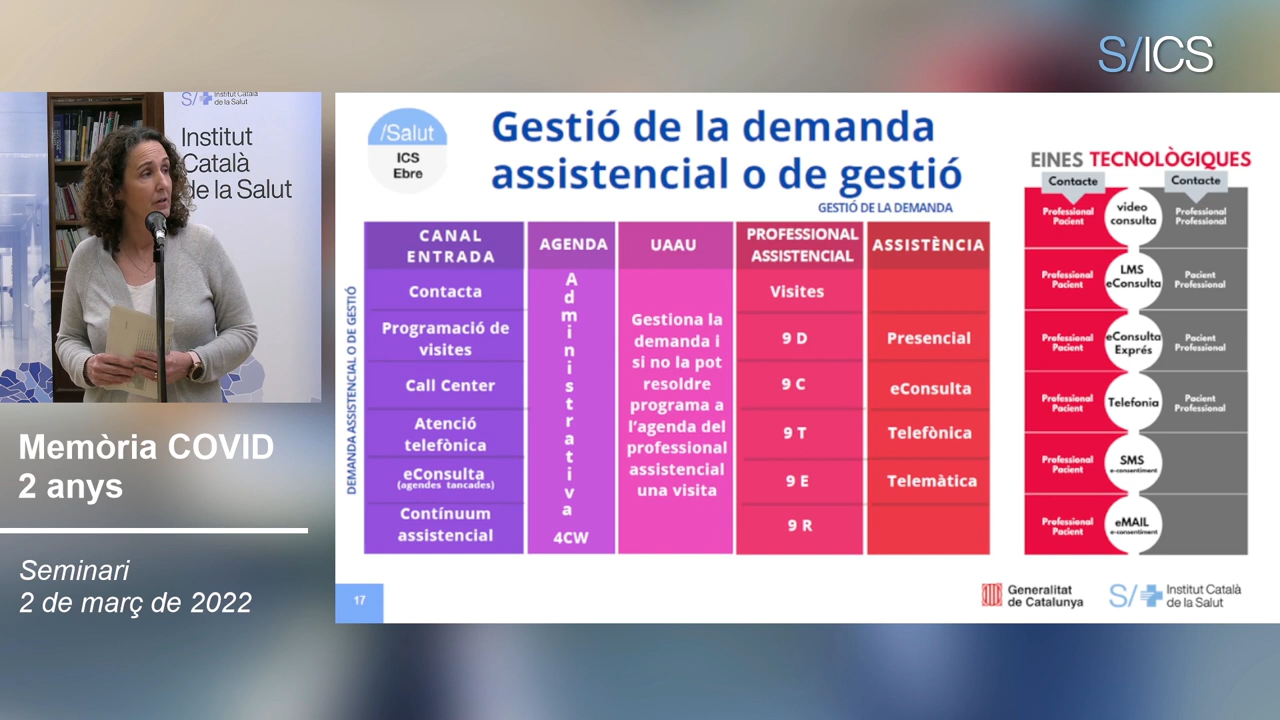 S/ICS
S/ Institut Català
de la Salut
Institut
Català
de la Salut
Memòria COVID
2 anys
Seminari
2 de març de 2022
/Salut
ICS
Ebre
Gestió de la demanda
assistencial o de gestió
GESTIÓ DE LA DEMANDA
DEMANDA ASSISTENCIAL O DE GESTIÓ
CANAL
ENTRADA
Contacta
Programació de
visites
Call Center
Atenció
telefònica
eConsulta
(agendes tancades)
Contínuum
assistencial
AGENDA
Administrativa
4CW
UAAU
Gestiona la
demanda i
si no la pot
resoldre
programa a
l'agenda del
professional
assistencial
una visita
PROFESSIONAL
ASSISTENCIAL
Visites
9 D
9 C
9 T
9 E
9 R
ASSISTÈNCIA
Presencial
eConsulta
Telefònica
Telemàtica
EINES TECNOLÒGIQUES
Contacte
Contacte
Professional
Pacient
video
consulta
Professional
Professional
Professional
Pacient
LMS
eConsulta
Pacient
Professional
Professional
Pacient
eConsulta
Exprés
Pacient
Professional
Professional
Pacient
Telefonia
Pacient
Professional
Professional
Pacient
SMS
e-consentiment
Professional
Pacient
eMAIL
e-consentiment
17
Generalitat
de Catalunya
S/ Institut Català
de la Salut